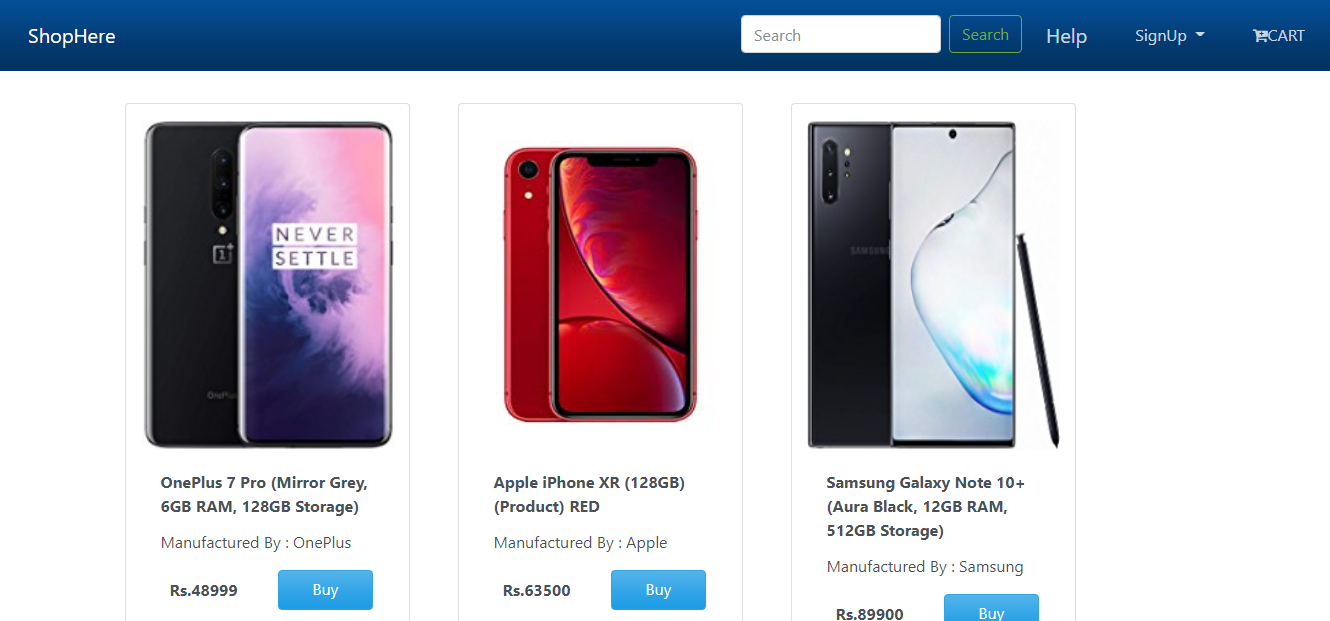 ShopHere
Search
Search
Help
SignUp
CART
NEVER
SETTLE
OnePlus
SAMSUNG
OnePlus 7 Pro (Mirror Grey,
6GB RAM, 128GB Storage)
Manufactured By : OnePlus
Rs.48999
Buy
Apple iPhone XR (128GB)
(Product) RED
Manufactured By : Apple
Rs.63500
Buy
Samsung Galaxy Note 10+
(Aura Black, 12GB RAM,
512GB Storage)
Manufactured By : Samsung
Rs.89900
Buy